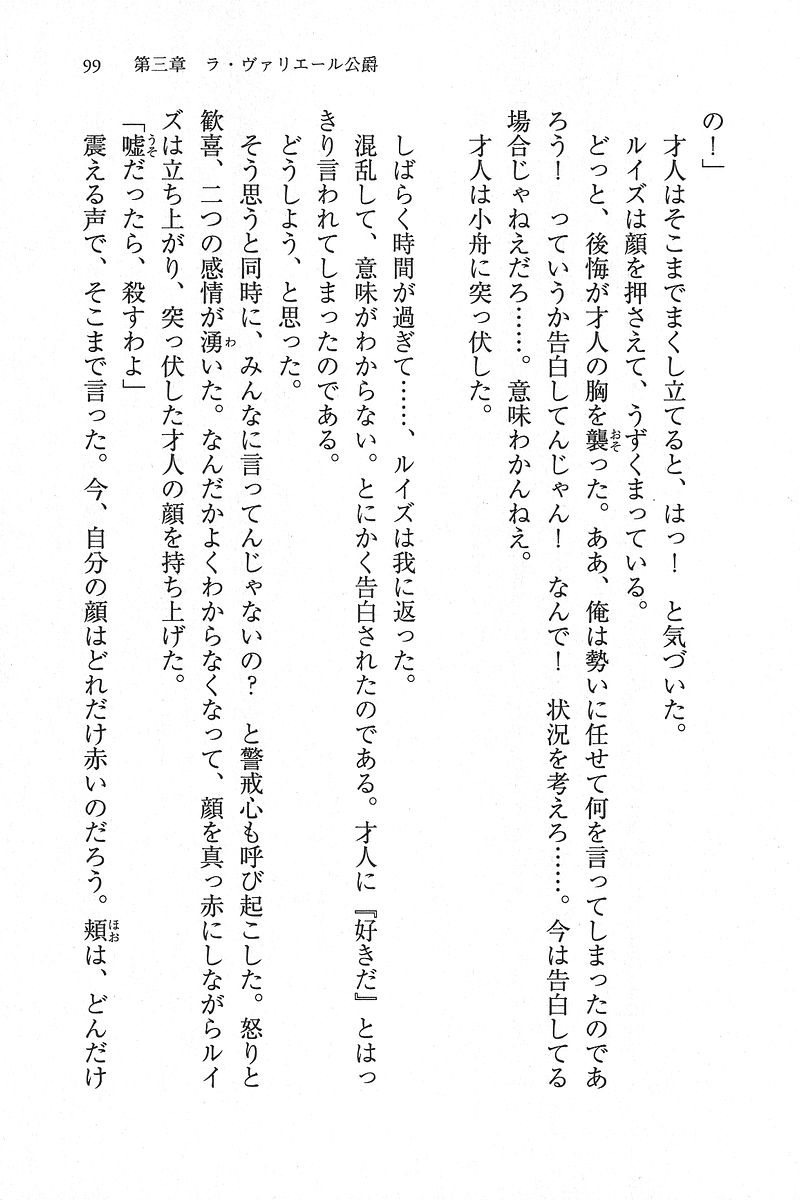 99　第三章　ラ・ヴァリエール公爵
の！」
　才人はそこまでまくし立てると、はっ！　と気づいた。
　ルイズは顔を押さえて、うずくまっている。
　どっと、後悔が才人の胸を襲った。ああ、俺は勢いに任せて何を言ってしまったのであ
ろう！　っていうか告白してんじゃん！　なんで！　状況を考えろ……。今は告白してる
場合じゃねえだろ……。意味わかんねえ。
　才人は小舟に突っ伏した。
　しばらく時間が過ぎて……、ルイズは我に返った。
　混乱して、意味がわからない。とにかく告白されたのである。才人に『好きだ』とはっ
きり言われてしまったのである。
　どうしよう、と思った。
　そう思うと同時に、みんなに言ってんじゃないの？　と警戒心も呼び起こした。怒りと
歓喜、二つの感情が湧いた。なんだかよくわからなくなって、顔を真っ赤にしながらルイ
ズは立ち上がり、突っ伏した才人の顔を持ち上げた。
「嘘だったら、殺すわよ」
　震える声で、そこまで言った。今、自分の顔はどれだけ赤いのだろう。頬は、どんだけ